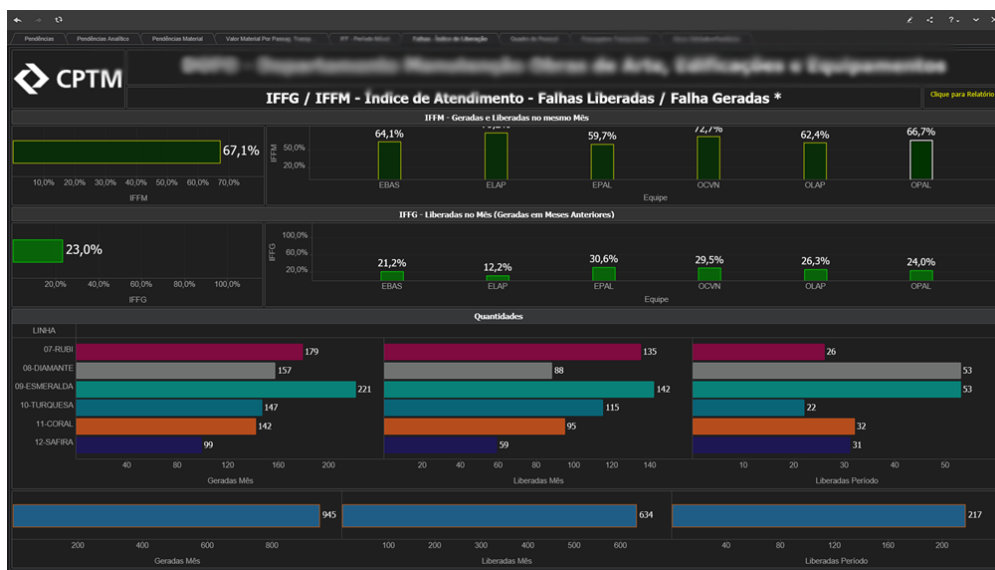 Pendências Pendências Analítico Pendências Material Valor Material Por Passag. Transp. Falhas - Índice de Liberação
CPTM
DOFO - Departamento Manutenção Obras de Arte, Edificações e Equipamentos
IFFG / IFFM - Índice de Atendimento - Falhas Liberadas / Falha Geradas *
Clique para Relatório
IFFM - Geradas e Liberadas no mesmo Mês
67,1%
10,0% 20,0% 30,0% 40,0% 50,0% 60,0% 70,0%
IFFM
IFFM
50,0%
20,0%
64,1% 59,7% 72,7% 62,4% 66,7%
EBAS ELAP EPAL OCVN OLAP OPAL
Equipe
IFFG - Liberadas no Mês (Geradas em Meses Anteriores)
23,0%
20,0% 40,0% 60,0% 80,0% 100,0%
IFFG
IFFG
100,0%
60,0%
20,0%
21,2% 12,2% 30,6% 29,5% 26,3% 24,0%
EBAS ELAP EPAL OCVN OLAP OPAL
Equipe
Quantidades
LINHA
07-RUBI 179 135 26
08-DIAMANTE 157 88 53
09-ESMERALDA 221 142 53
10-TURQUESA 147 115 22
11-CORAL 142 95 32
12-SAFIRA 99 59 31
40 80 120 160 200 20 40 60 80 100 120 140 10 20 30 40 50
Geradas Mês Liberadas Mês Liberadas Período
945 634 217
200 400 600 800 100 200 300 400 500 600 40 80 120 160 200
Geradas Mês Liberadas Mês Liberadas Período